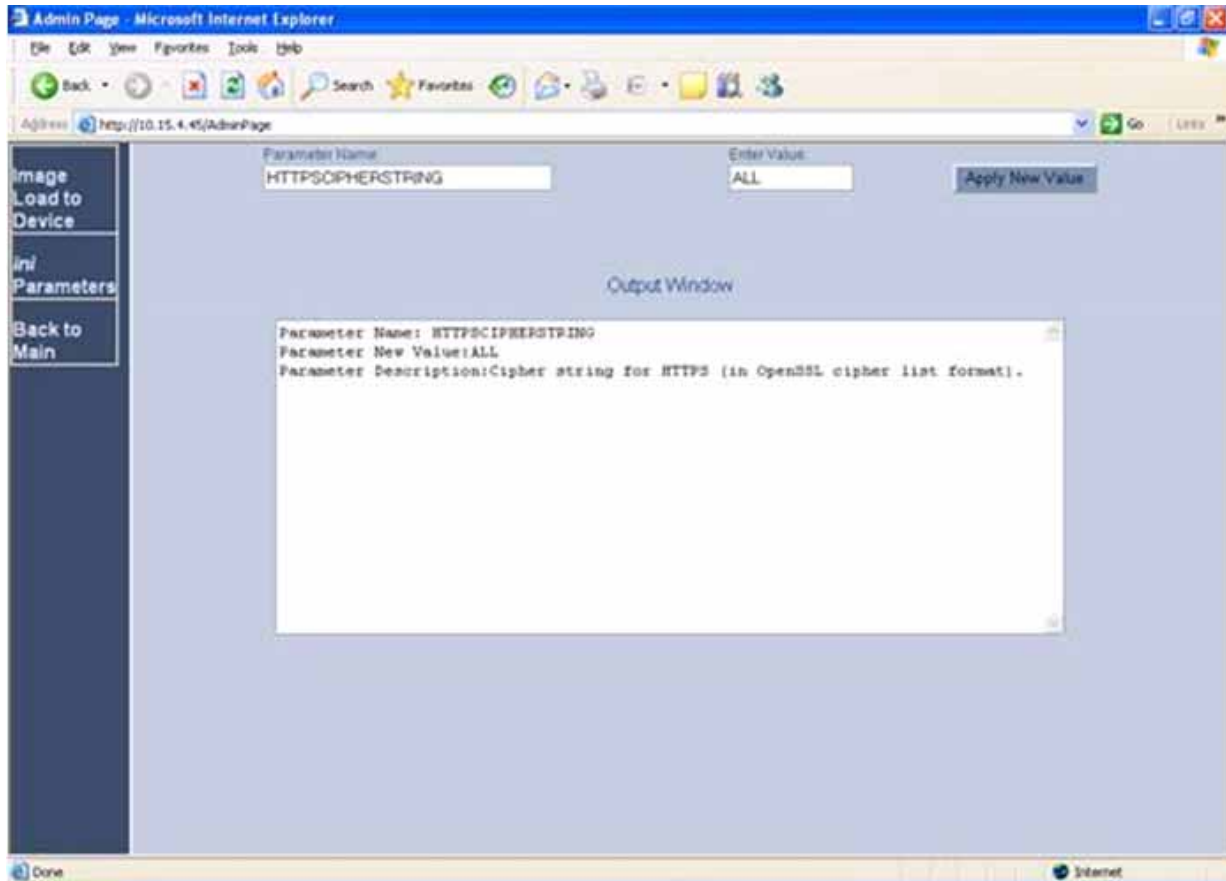 Admin Page - Microsoft Internet Explorer
File Edit View Favorites Tools Help
Back Search Favorites
Address http://10.15.4.45/AdminPage Go Links »
Parameter Name: Enter Value:
HTTPSCIPHERSTRING ALL Apply New Value
Image
Load to
Device
ini
Parameters
Back to
Main
Output Window
Parameter Name: HTTPSCIPHERSTRING
Parameter New Value:ALL
Parameter Description:Cipher string for HTTPS (in OpenSSL cipher list format).
Done Internet